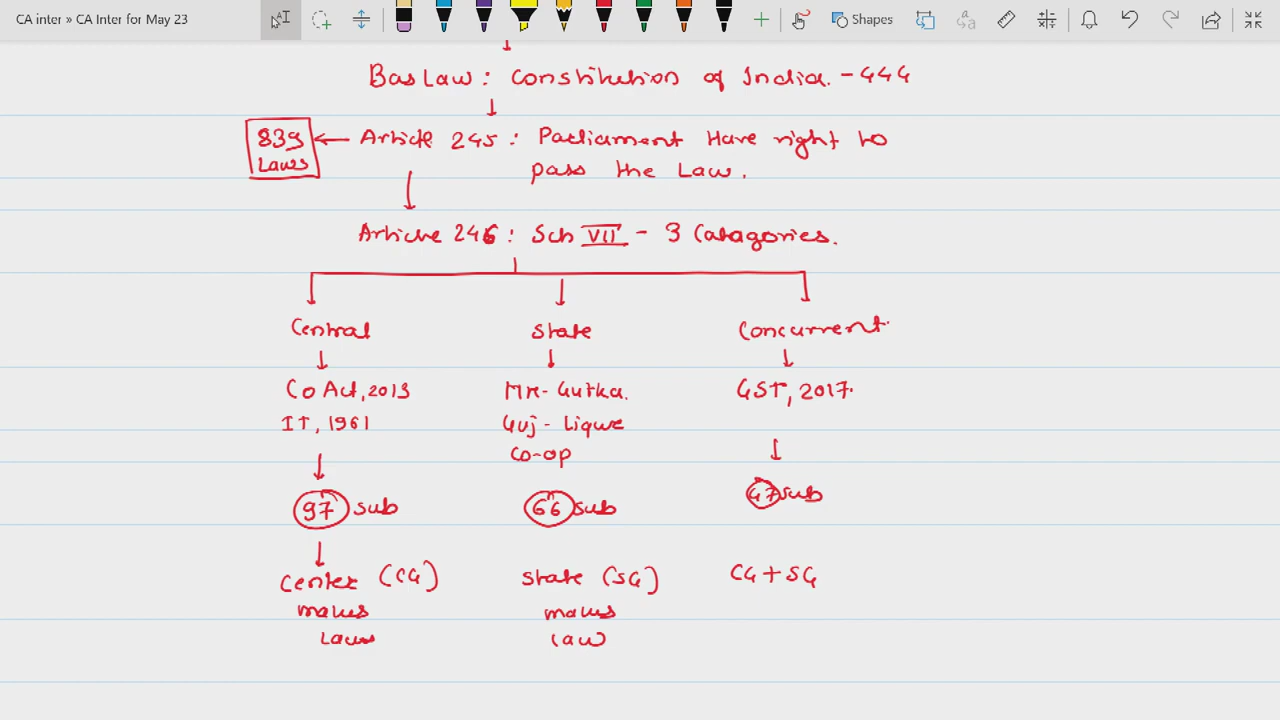 CA inter » CA Inter for May 23
Shapes
Bas Law : Constitution of India. - 444
839 Laws ← Article 245 : Parliament Have right to
pass the Law.
Article 246 : Sch VII - 3 Catagories.
Central State Concurrent
Co Act, 2013 MH - Gutka. GST, 2017.
IT, 1961 Guj - Lique
Co-op
97 sub 66 sub 47 sub
Center (CG) State (SG) CG + SG
makes makes
Laws Law